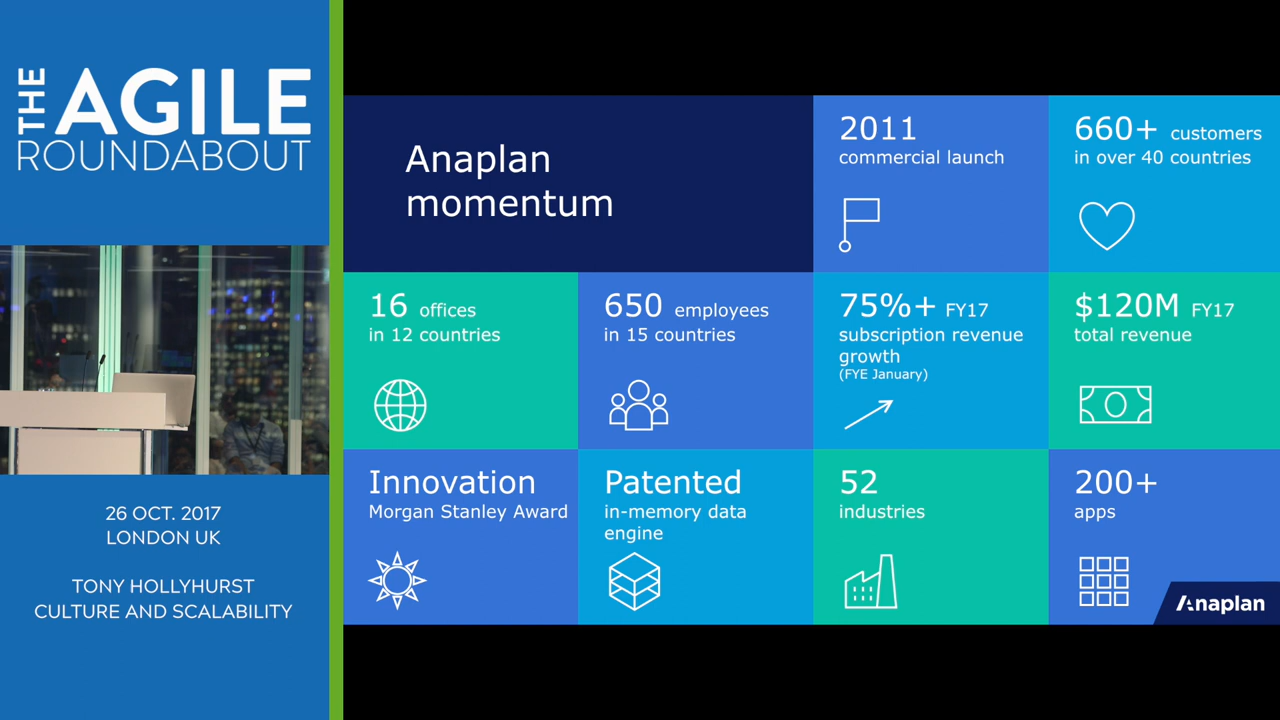 THE AGILE
ROUNDABOUT
26 OCT. 2017
LONDON UK
TONY HOLLYHURST
CULTURE AND SCALABILITY
Anaplan
momentum
2011
commercial launch
660+ customers
in over 40 countries
16 offices
in 12 countries
650 employees
in 15 countries
75%+ FY17
subscription revenue
growth
(FYE January)
$120M FY17
total revenue
Innovation
Morgan Stanley Award
Patented
in-memory data
engine
52
industries
200+
apps
Anaplan